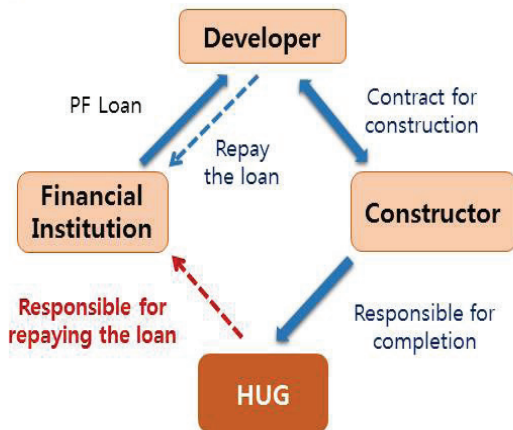 Developer
PF Loan
Contract for
construction
Repay
the loan
Financial
Institution
Constructor
Responsible for
repaying the loan
Responsible for
completion
HUG